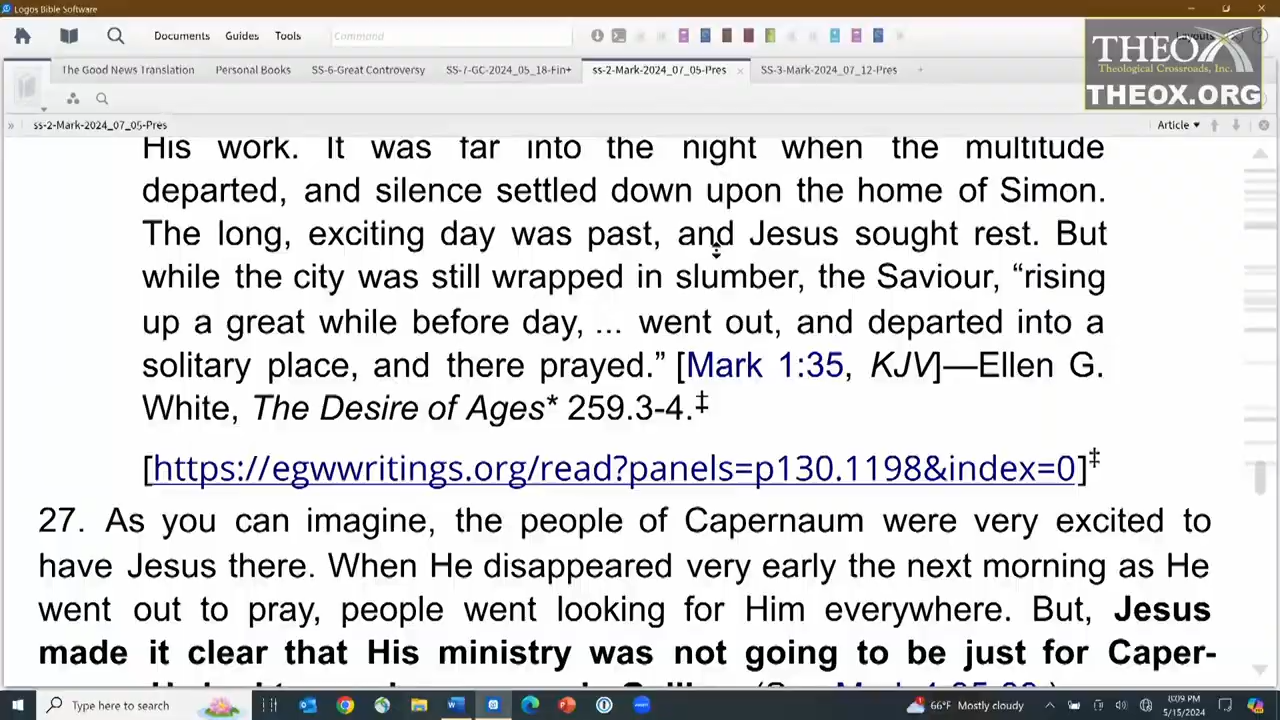 Logos Bible Software
Documents Guides Tools Command Layouts
THEOX
Theological Crossroads, Inc.
THEOX.ORG
The Good News Translation Personal Books SS-6-Great Controversy .05_18-Fin+ ss-2-Mark-2024_07_05-Pres × SS-3-Mark-2024_07_12-Pres +
» ss-2-Mark-2024_07_05-Pres Article
His work. It was far into the night when the multitude
departed, and silence settled down upon the home of Simon.
The long, exciting day was past, and Jesus sought rest. But
while the city was still wrapped in slumber, the Saviour, “rising
up a great while before day, ... went out, and departed into a
solitary place, and there prayed.” [Mark 1:35, KJV]—Ellen G.
White, The Desire of Ages* 259.3-4.‡
[https://egwwritings.org/read?panels=p130.1198&index=0]‡
27. As you can imagine, the people of Capernaum were very excited to
have Jesus there. When He disappeared very early the next morning as He
went out to pray, people went looking for Him everywhere. But, Jesus
made it clear that His ministry was not going to be just for Caper-
Type here to search
66°F Mostly cloudy
8:09 PM
5/15/2024